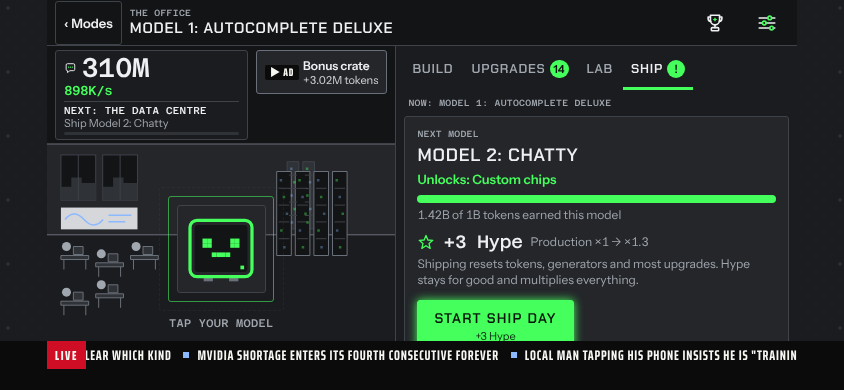 ‹ Modes
THE OFFICE
MODEL 1: AUTOCOMPLETE DELUXE
310M
898K/s
NEXT: THE DATA CENTRE
Ship Model 2: Chatty
AD
Bonus crate
+3.02M tokens
TAP YOUR MODEL
BUILD
UPGRADES 14
LAB
SHIP !
NOW: MODEL 1: AUTOCOMPLETE DELUXE
NEXT MODEL
MODEL 2: CHATTY
Unlocks: Custom chips
1.42B of 1B tokens earned this model
+3 Hype Production ×1 → ×1.3
Shipping resets tokens, generators and most upgrades. Hype
stays for good and multiplies everything.
START SHIP DAY
+3 Hype
LIVE LEAR WHICH KIND ▪ MVIDIA SHORTAGE ENTERS ITS FOURTH CONSECUTIVE FOREVER ▪ LOCAL MAN TAPPING HIS PHONE INSISTS HE IS "TRAININ